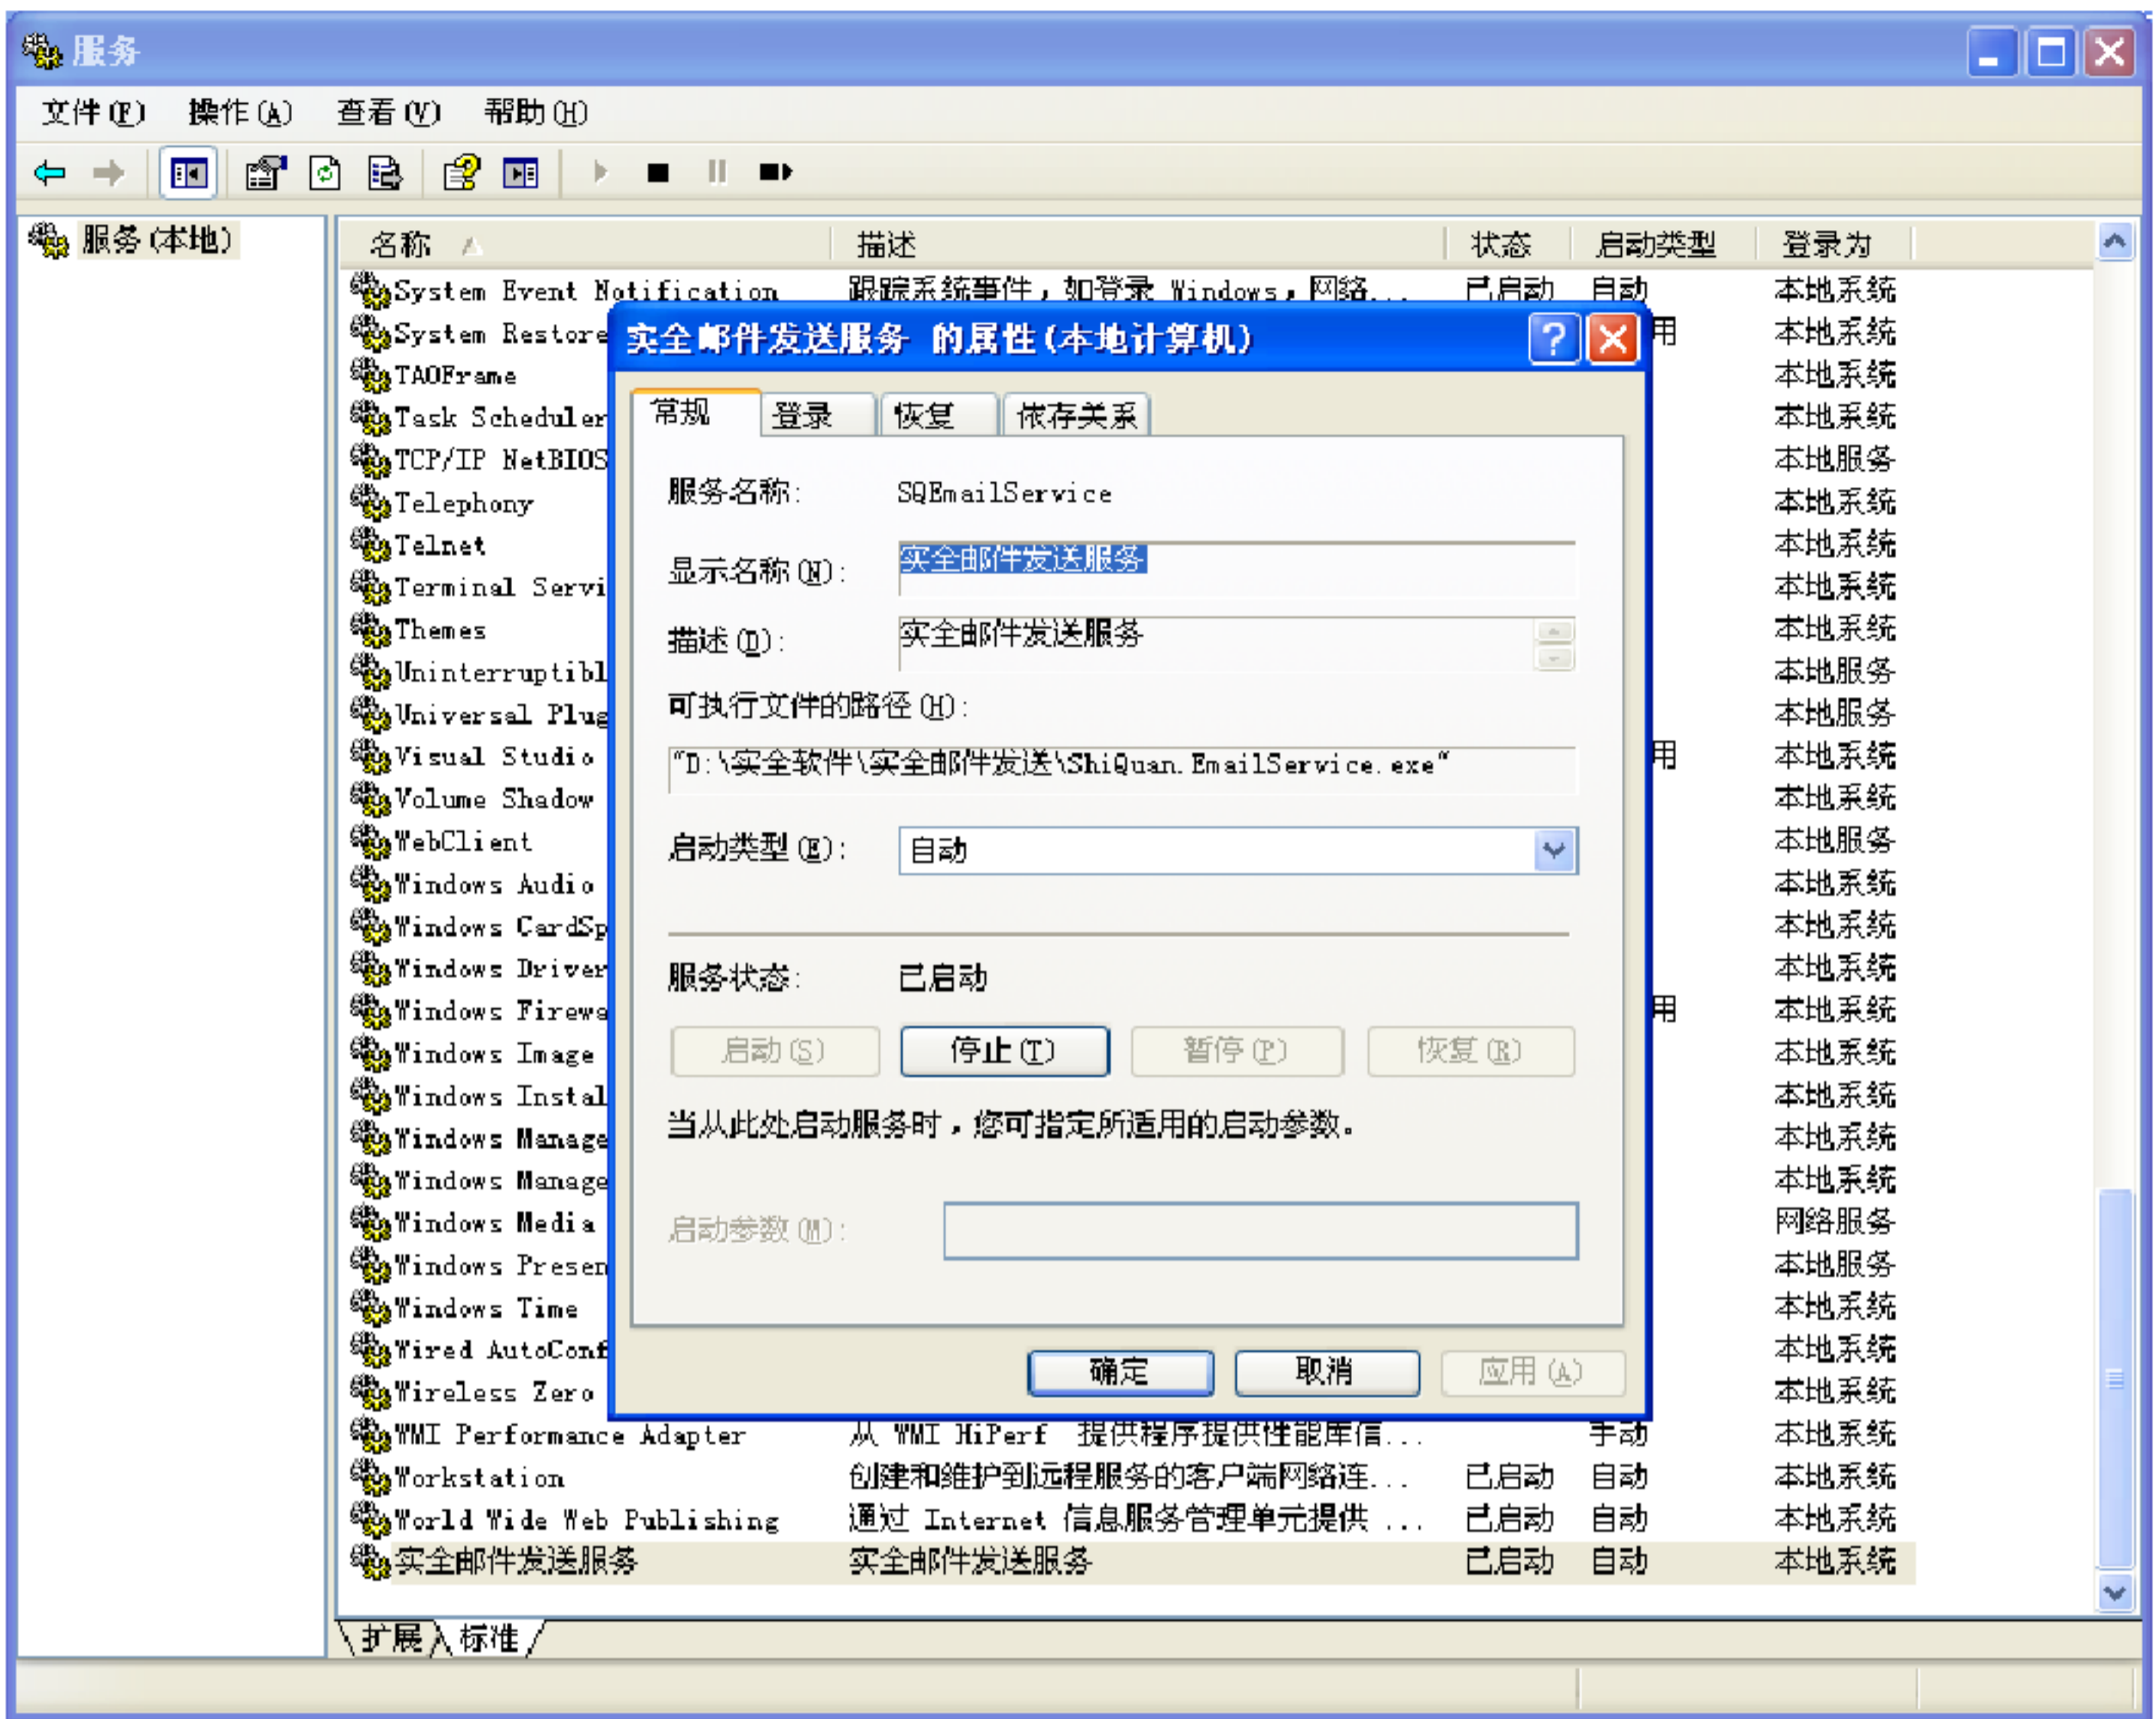 服务
文件(F) 操作(A) 查看(V) 帮助(H)
服务(本地)
名称 描述 状态 启动类型 登录为
System Event Notification 跟踪系统事件，如登录 Windows，网络... 已启动 自动 本地系统
System Restore 用 本地系统
TAOFrame 本地系统
Task Scheduler 本地系统
TCP/IP NetBIOS 本地服务
Telephony 本地系统
Telnet 本地系统
Terminal Servi 本地系统
Themes 本地系统
Uninterruptibl 本地服务
Universal Plug 本地服务
Visual Studio 用 本地系统
Volume Shadow 本地系统
WebClient 本地服务
Windows Audio 本地系统
Windows CardSp 本地系统
Windows Driver 本地系统
Windows Firewa 用 本地系统
Windows Image 本地系统
Windows Instal 本地系统
Windows Manage 本地系统
Windows Manage 本地系统
Windows Media 网络服务
Windows Presen 本地服务
Windows Time 本地系统
Wired AutoConf 本地系统
Wireless Zero 本地系统
WMI Performance Adapter 从 WMI HiPerf 提供程序提供性能库信... 手动 本地系统
Workstation 创建和维护到远程服务的客户端网络连... 已启动 自动 本地系统
World Wide Web Publishing 通过 Internet 信息服务管理单元提供 ... 已启动 自动 本地系统
实全邮件发送服务 实全邮件发送服务 已启动 自动 本地系统
扩展 标准
实全邮件发送服务 的属性(本地计算机)
常规 登录 恢复 依存关系
服务名称: SQEmailService
显示名称(N): 实全邮件发送服务
描述(D): 实全邮件发送服务
可执行文件的路径(H):
"D:\实全软件\实全邮件发送\ShiQuan.EmailService.exe"
启动类型(E): 自动
服务状态: 已启动
启动(S) 停止(T) 暂停(P) 恢复(R)
当从此处启动服务时，您可指定所适用的启动参数。
启动参数(M):
确定 取消 应用(A)